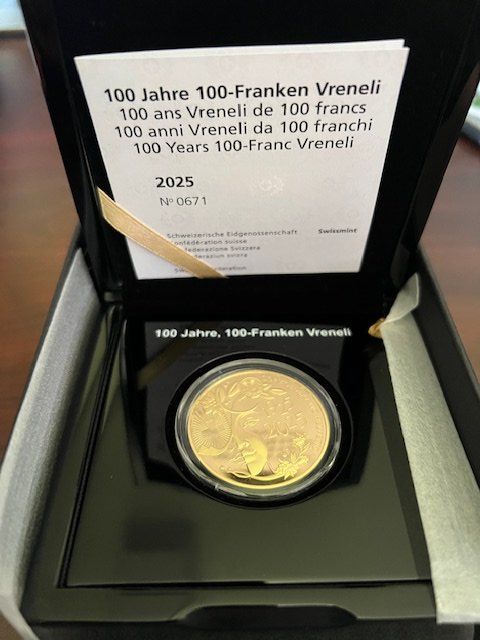 100 Jahre 100-Franken Vreneli
100 ans Vreneli de 100 francs
100 anni Vreneli da 100 franchi
100 Years 100-Franc Vreneli
2025
Nº 0671
Schweizerische Eidgenossenschaft
Swissmint
Confédération suisse
Confederazione Svizzera
100 Jahre, 100-Franken Vreneli